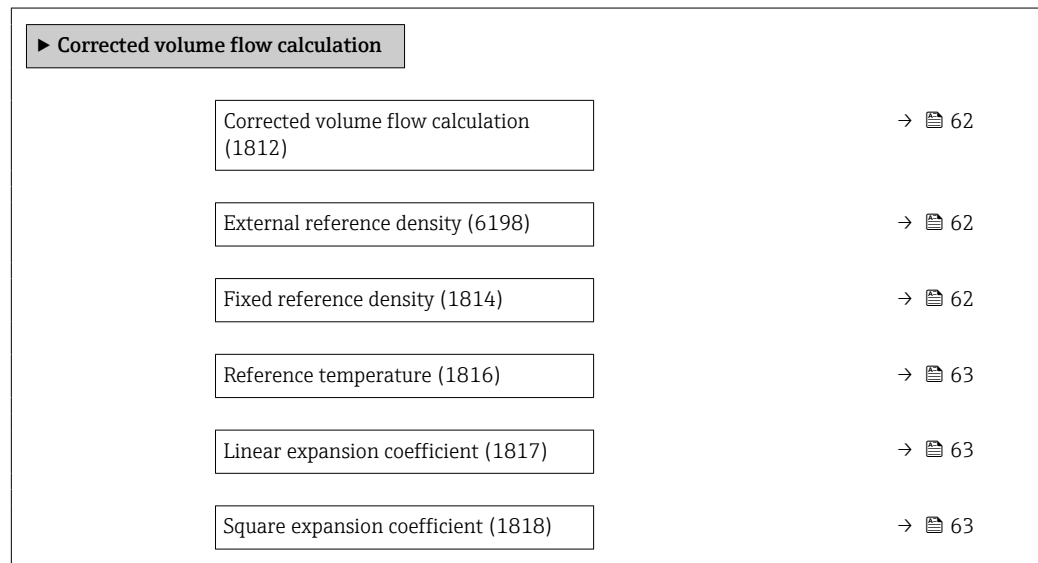 ▶ Corrected volume flow calculation
Corrected volume flow calculation → 62
(1812)
External reference density (6198) → 62
Fixed reference density (1814) → 62
Reference temperature (1816) → 63
Linear expansion coefficient (1817) → 63
Square expansion coefficient (1818) → 63